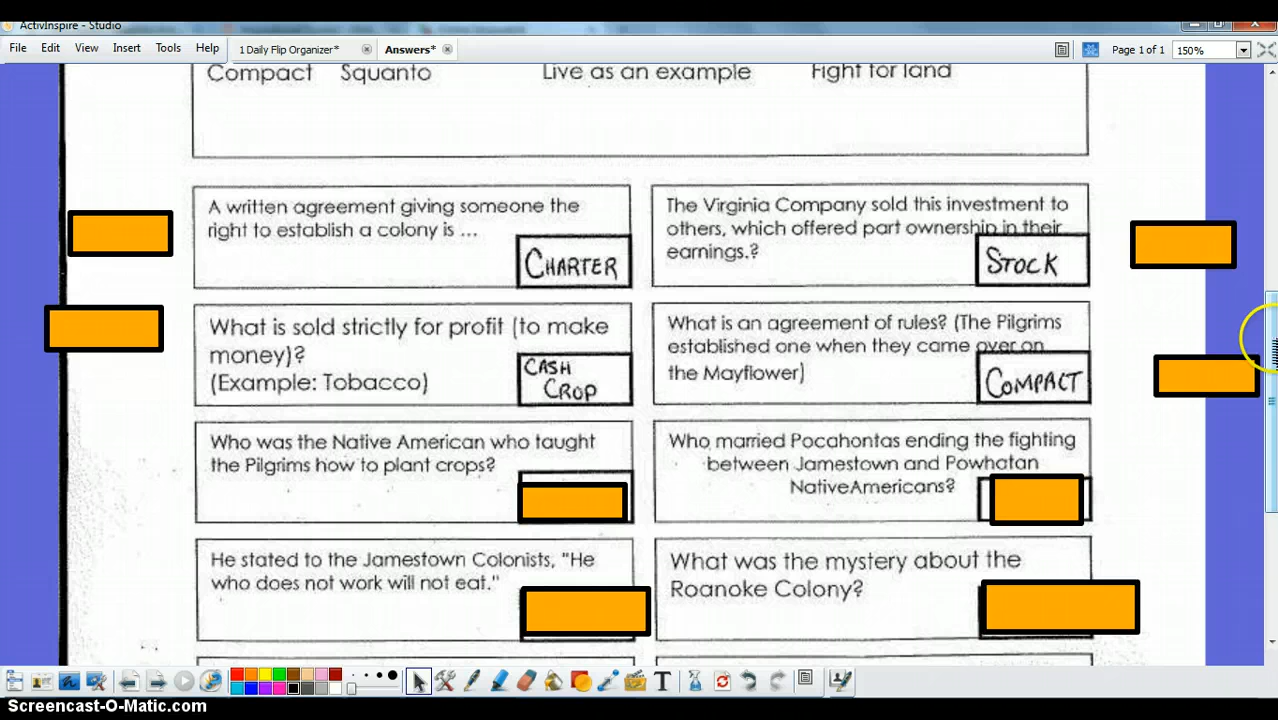 ActivInspire - Studio
File Edit View Insert Tools Help 1 Daily Flip Organizer* Answers* Page 1 of 1 150%
Compact Squanto Live as an example Fight for land
A written agreement giving someone the
right to establish a colony is ...
CHARTER
The Virginia Company sold this investment to
others, which offered part ownership in their
earnings.?
STOCK
What is sold strictly for profit (to make
money)?
(Example: Tobacco)
CASH
CROP
What is an agreement of rules? (The Pilgrims
established one when they came over on
the Mayflower)
COMPACT
Who was the Native American who taught
the Pilgrims how to plant crops?
Who married Pocahontas ending the fighting
between Jamestown and Powhatan
NativeAmericans?
He stated to the Jamestown Colonists, "He
who does not work will not eat."
What was the mystery about the
Roanoke Colony?
Screencast-O-Matic.com